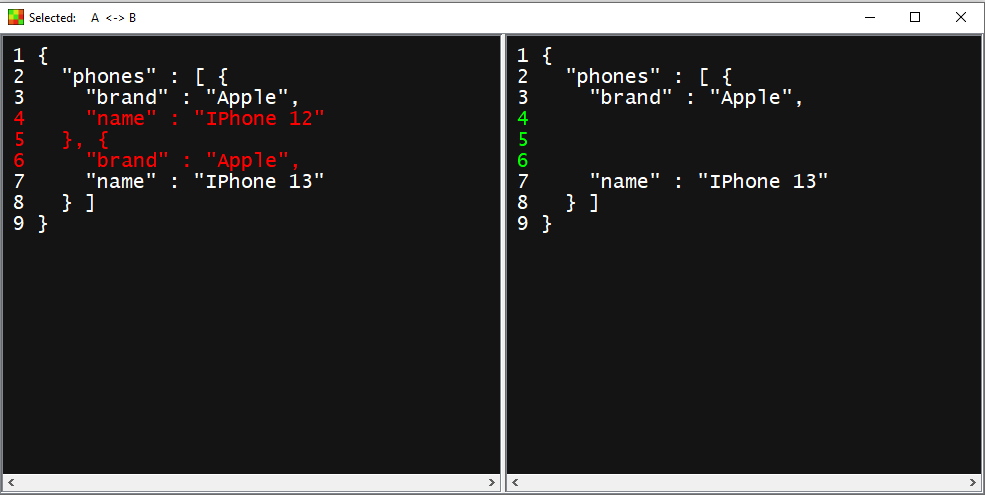 Selected: A <-> B
1 {
2   "phones" : [ {
3     "brand" : "Apple",
4     "name" : "IPhone 12"
5   }, {
6     "brand" : "Apple",
7     "name" : "IPhone 13"
8   } ]
9 }
1 {
2   "phones" : [ {
3     "brand" : "Apple",
4
5
6
7     "name" : "IPhone 13"
8   } ]
9 }